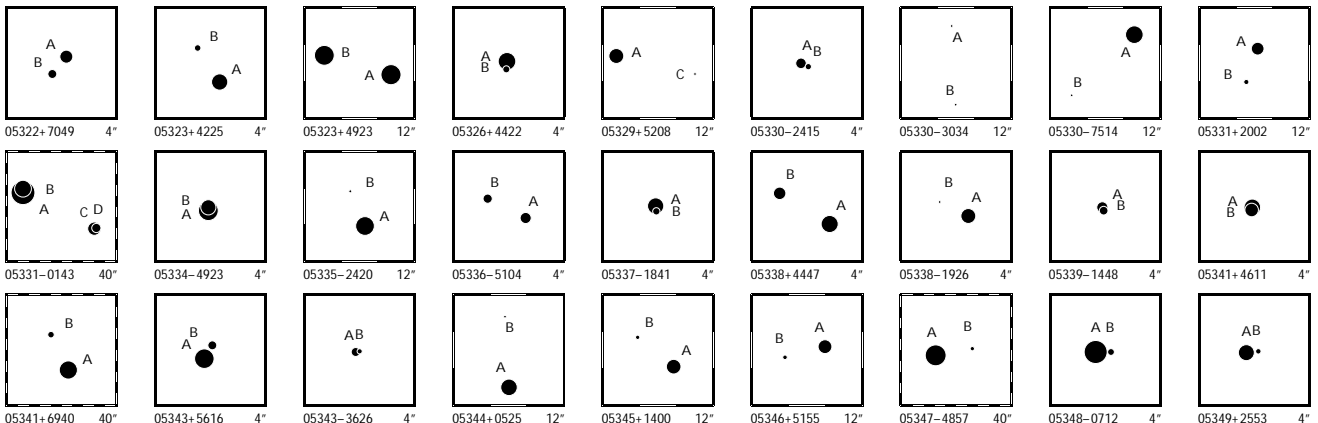 A
B
05322+7049 4″
B
A
05323+4225 4″
B
A
05323+4923 12″
A
B
05326+4422 4″
A
C
05329+5208 12″
A B
05330−2415 4″
A
B
05330−3034 12″
A
B
05330−7514 12″
A
B
05331+2002 12″
B
A
C D
05331−0143 40″
B
A
05334−4923 4″
B
A
05335−2420 12″
B
A
05336−5104 4″
A
B
05337−1841 4″
B
A
05338+4447 4″
B
A
05338−1926 4″
A
B
05339−1448 4″
A
B
05341+4611 4″
B
A
05341+6940 40″
B
A
05343+5616 4″
A B
05343−3626 4″
B
A
05344+0525 12″
B
A
05345+1400 12″
A
B
05346+5155 12″
A B
05347−4857 40″
A B
05348−0712 4″
A B
05349+2553 4″